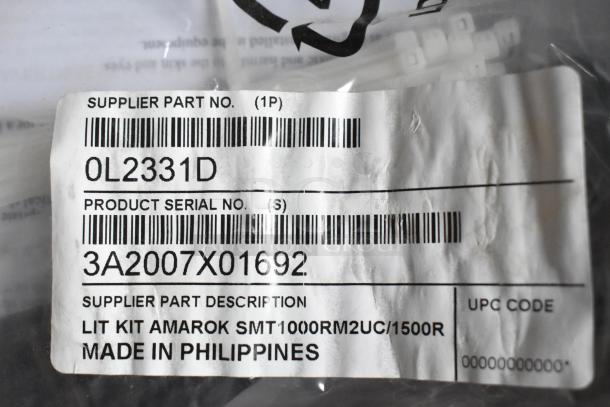 SUPPLIER PART NO. (1P)
0L2331D
PRODUCT SERIAL NO. (S)
3A2007X01692
SUPPLIER PART DESCRIPTION
LIT KIT AMAROK SMT1000RM2UC/1500R
MADE IN PHILIPPINES
UPC CODE
00000000000*